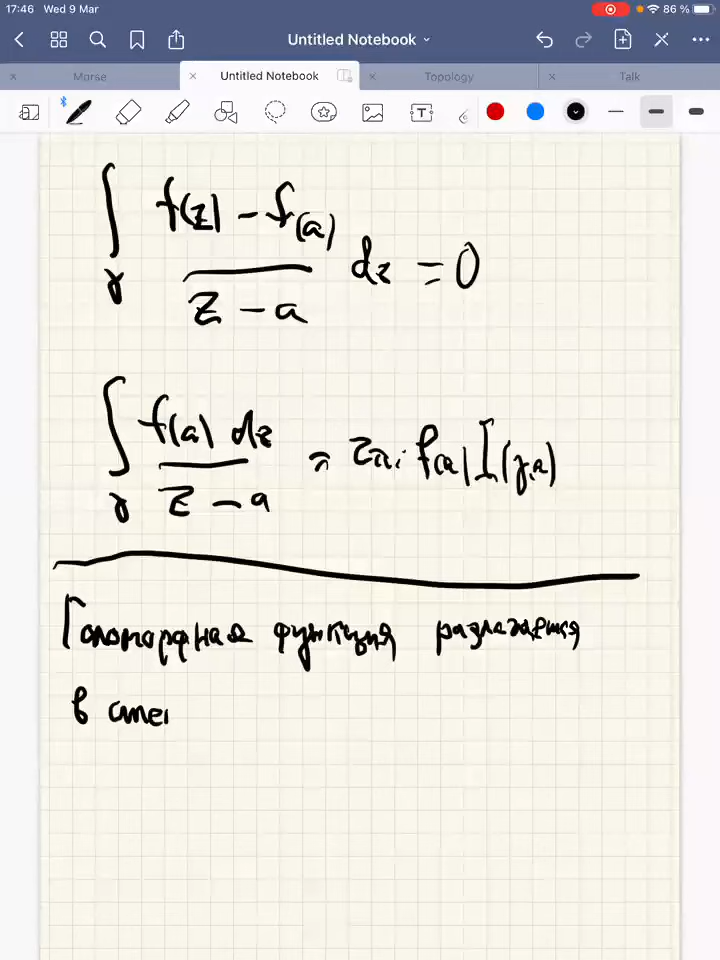 17:46 Wed 9 Mar
86 %
Untitled Notebook
Morse
Untitled Notebook
Topology
Talk
∫_γ (f(z) − f(a))/(z − a) dz = 0
∫_γ (f(a) dz)/(z − a) = 2πi f(a) I(γ, a)
Голоморфная функция разлагается
в степ